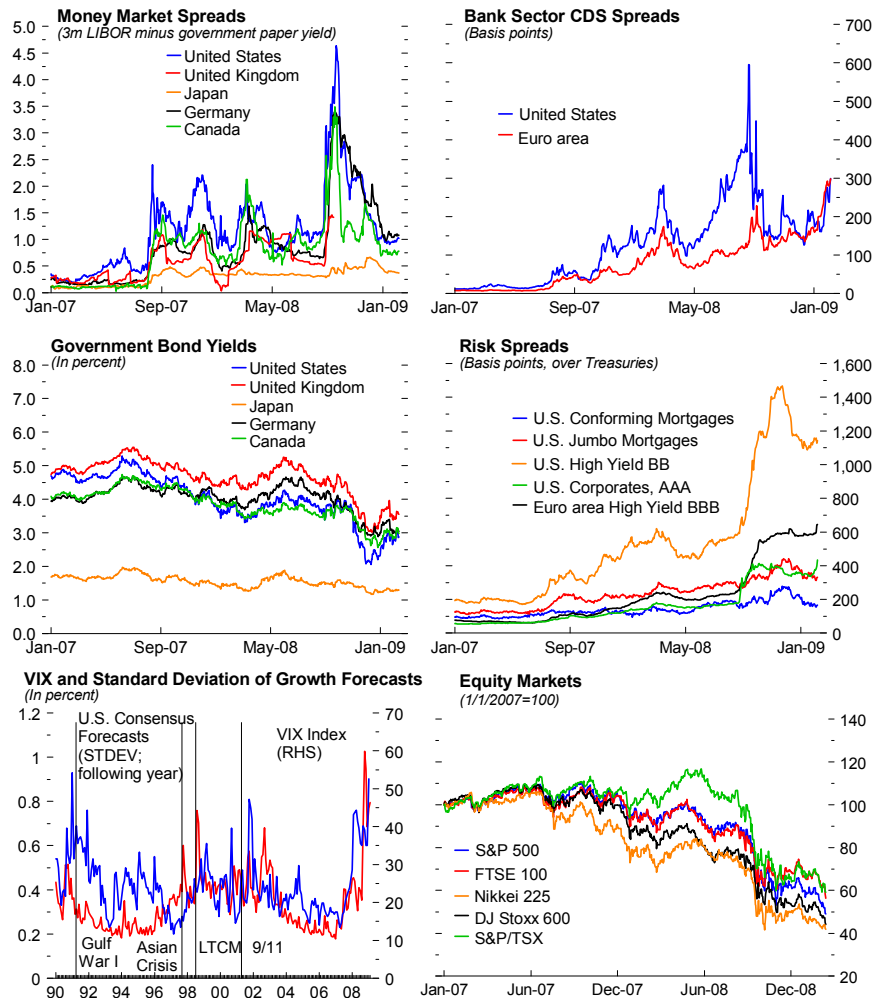 Money Market Spreads
(3m LIBOR minus government paper yield)
5.0
4.5
4.0
3.5
3.0
2.5
2.0
1.5
1.0
0.5
0.0
United States
United Kingdom
Japan
Germany
Canada
Jan-07
Sep-07
May-08
Jan-09
Bank Sector CDS Spreads
(Basis points)
700
600
500
400
300
200
100
0
United States
Euro area
Jan-07
Sep-07
May-08
Jan-09
Government Bond Yields
(In percent)
8.0
7.0
6.0
5.0
4.0
3.0
2.0
1.0
0.0
United States
United Kingdom
Japan
Germany
Canada
Jan-07
Sep-07
May-08
Jan-09
Risk Spreads
(Basis points, over Treasuries)
1,600
1,400
1,200
1,000
800
600
400
200
0
U.S. Conforming Mortgages
U.S. Jumbo Mortgages
U.S. High Yield BB
U.S. Corporates, AAA
Euro area High Yield BBB
Jan-07
Sep-07
May-08
Jan-09
VIX and Standard Deviation of Growth Forecasts
(In percent)
1.2
1
0.8
0.6
0.4
0.2
0
U.S. Consensus
Forecasts
(STDEV;
following year)
VIX Index
(RHS)
70
60
50
40
30
20
10
0
Gulf
War I
Asian
Crisis
LTCM
9/11
90 92 94 96 98 00 02 04 06 08
Equity Markets
(1/1/2007=100)
140
120
100
80
60
40
20
S&P 500
FTSE 100
Nikkei 225
DJ Stoxx 600
S&P/TSX
Jan-07
Jun-07
Dec-07
Jun-08
Dec-08